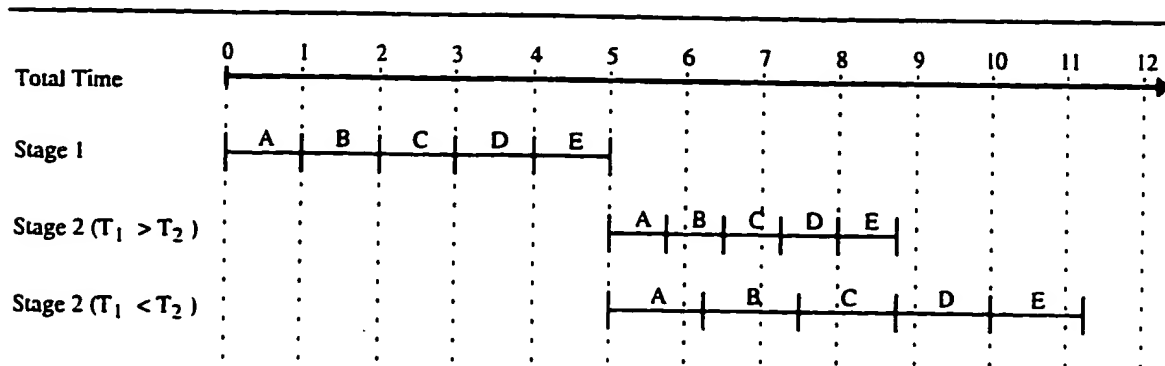 0 1 2 3 4 5 6 7 8 9 10 11 12
Total Time
Stage 1 A B C D E
Stage 2 (T1 > T2 ) A B C D E
Stage 2 (T1 < T2 ) A B C D E